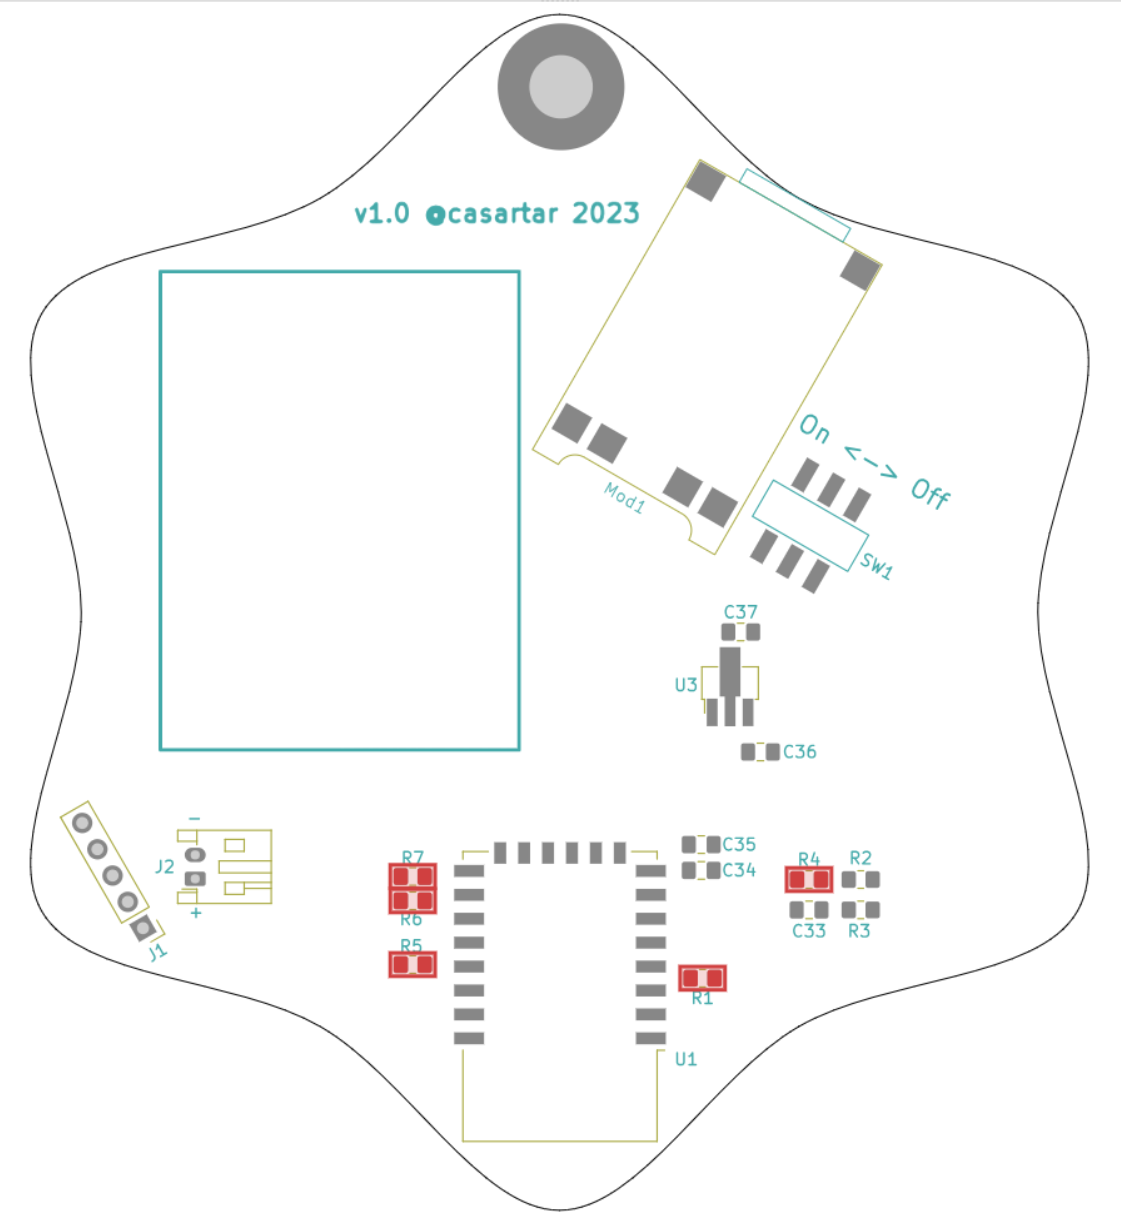 v1.0 @casartar 2023
On <-> Off
Mod1
SW1
C37
U3
C36
-
J2
+
J1
R7
R6
R5
C35
C34
R4
R2
C33
R3
R1
U1